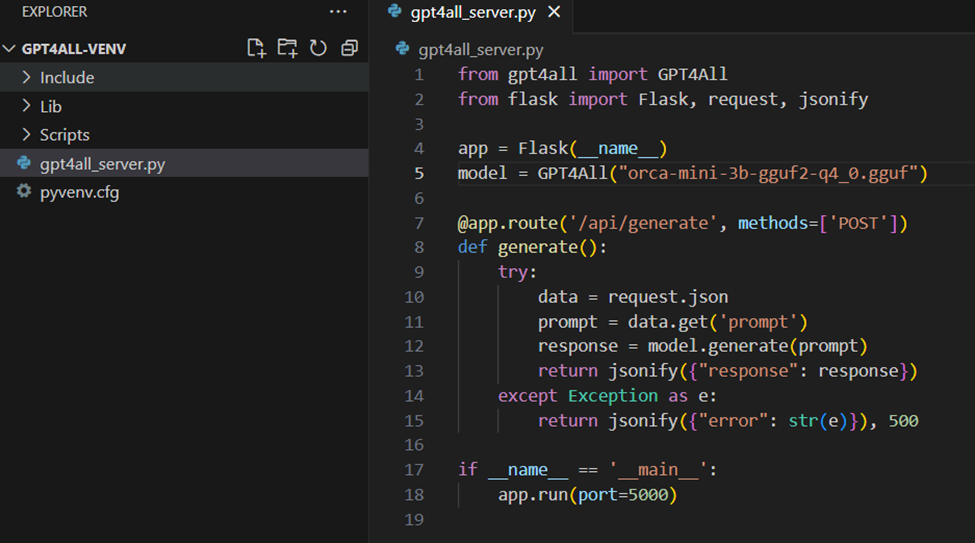 EXPLORER
···
GPT4ALL-VENV
Include
Lib
Scripts
gpt4all_server.py
pyvenv.cfg
gpt4all_server.py
gpt4all_server.py
1 from gpt4all import GPT4All
2 from flask import Flask, request, jsonify
3
4 app = Flask(__name__)
5 model = GPT4All("orca-mini-3b-gguf2-q4_0.gguf")
6
7 @app.route('/api/generate', methods=['POST'])
8 def generate():
9     try:
10         data = request.json
11         prompt = data.get('prompt')
12         response = model.generate(prompt)
13         return jsonify({"response": response})
14     except Exception as e:
15         return jsonify({"error": str(e)}), 500
16
17 if __name__ == '__main__':
18     app.run(port=5000)
19